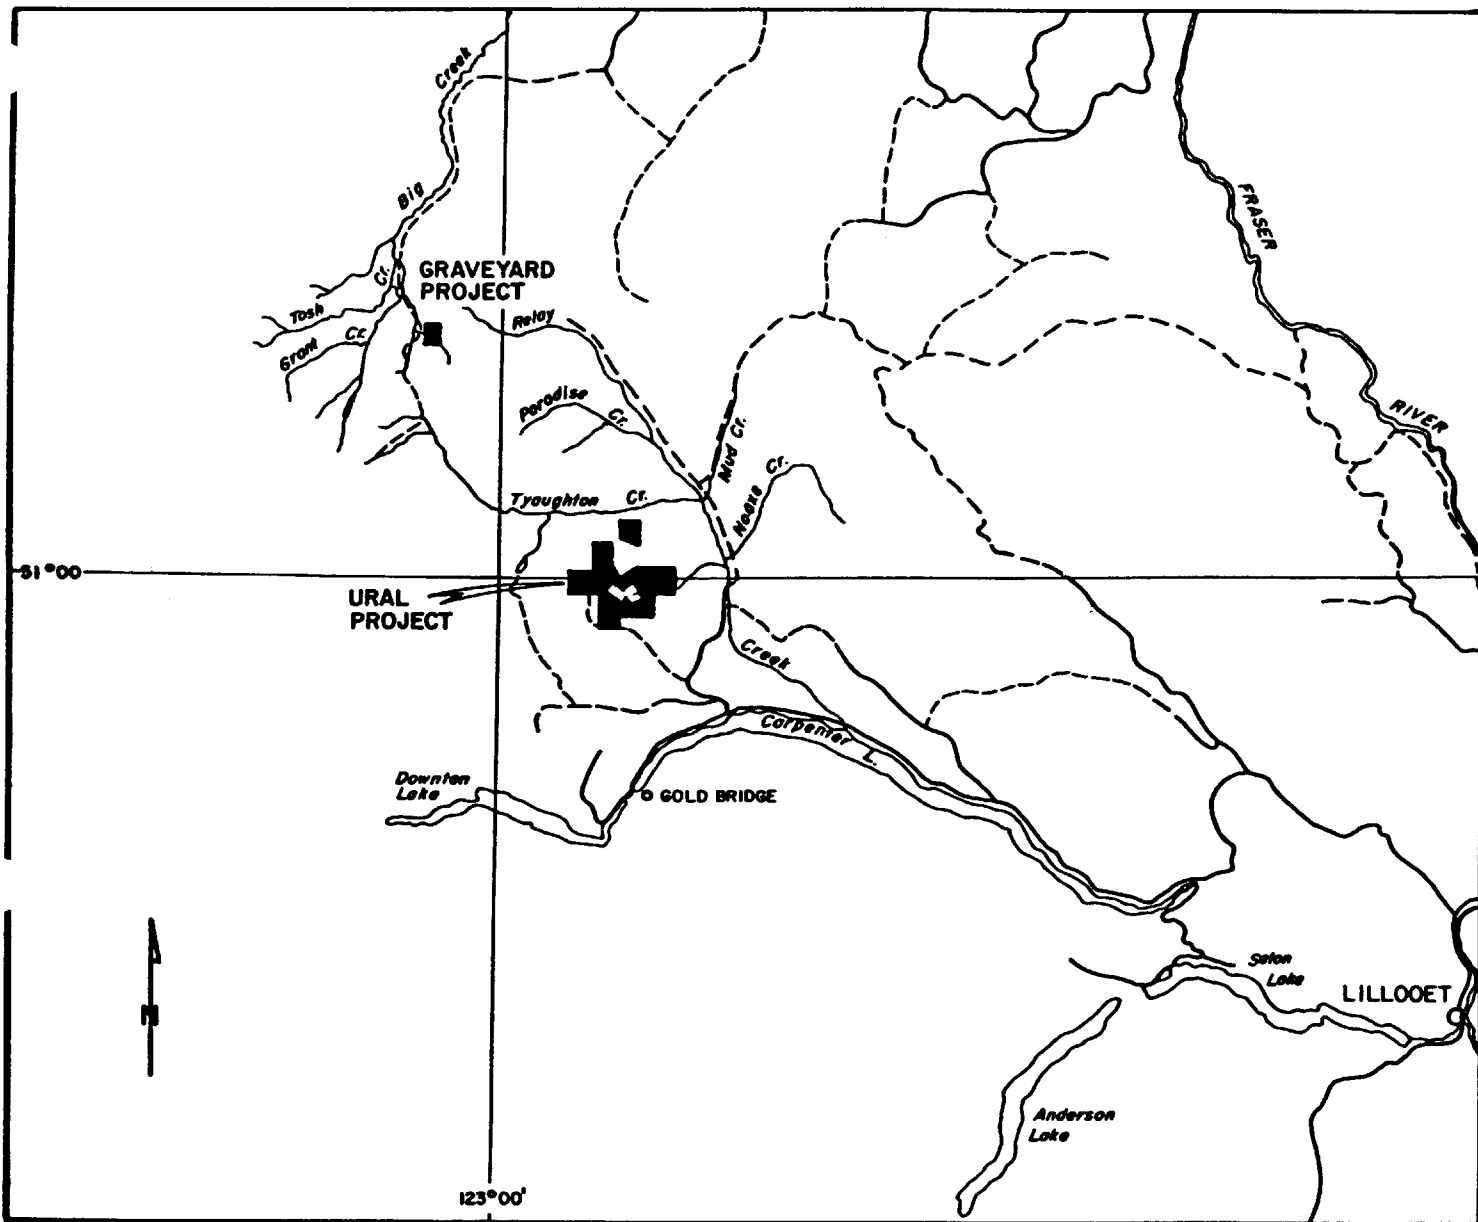 Creek
Big
FRASER
GRAVEYARD
PROJECT
Cr.
Tosh
Relay
Cr.
Grant
Paradise
Cr.
RIVER
Mud Cr.
Noaxe Cr.
Tyaughton Cr.
51°00'
URAL
PROJECT
Creek
Carpenter L.
Downton
Lake
GOLD BRIDGE
Seton
Lake
LILLOOET
N
Anderson
Lake
123°00'